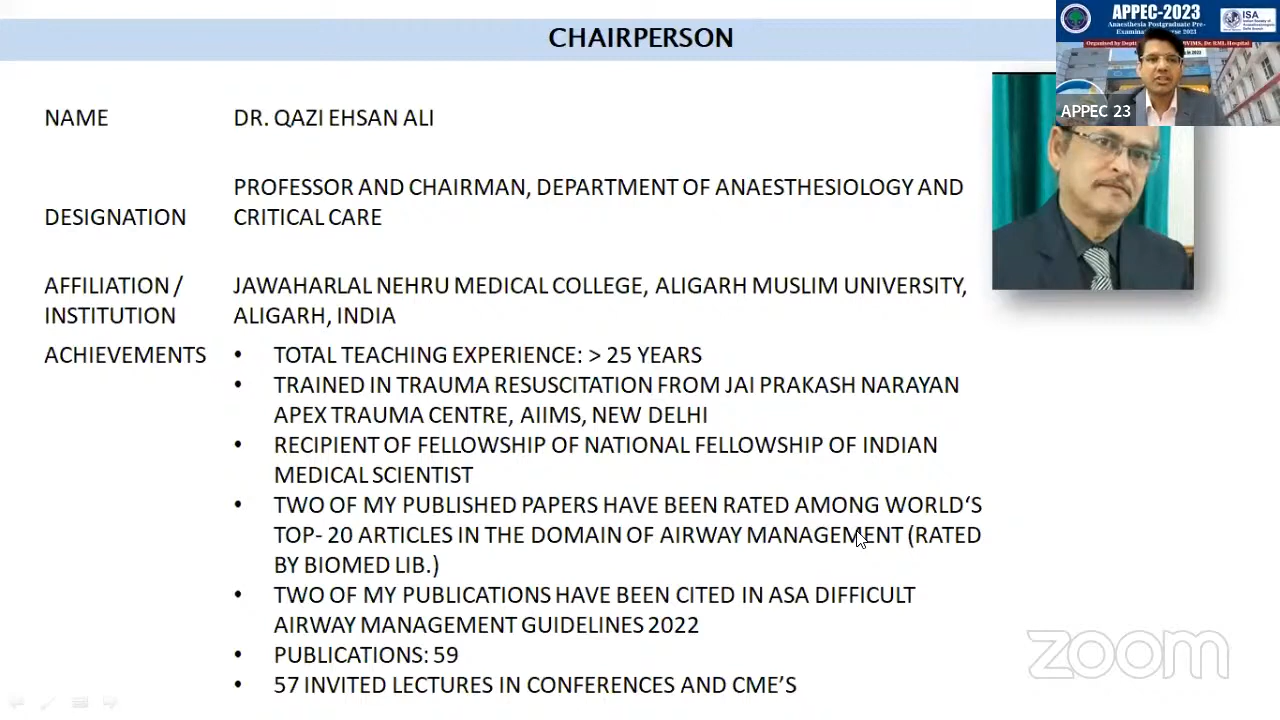 CHAIRPERSON
NAME
DR. QAZI EHSAN ALI
DESIGNATION
PROFESSOR AND CHAIRMAN, DEPARTMENT OF ANAESTHESIOLOGY AND
CRITICAL CARE
AFFILIATION /
INSTITUTION
JAWAHARLAL NEHRU MEDICAL COLLEGE, ALIGARH MUSLIM UNIVERSITY,
ALIGARH, INDIA
ACHIEVEMENTS
• TOTAL TEACHING EXPERIENCE: > 25 YEARS
• TRAINED IN TRAUMA RESUSCITATION FROM JAI PRAKASH NARAYAN
APEX TRAUMA CENTRE, AIIMS, NEW DELHI
• RECIPIENT OF FELLOWSHIP OF NATIONAL FELLOWSHIP OF INDIAN
MEDICAL SCIENTIST
• TWO OF MY PUBLISHED PAPERS HAVE BEEN RATED AMONG WORLD‘S
TOP- 20 ARTICLES IN THE DOMAIN OF AIRWAY MANAGEMENT (RATED
BY BIOMED LIB.)
• TWO OF MY PUBLICATIONS HAVE BEEN CITED IN ASA DIFFICULT
AIRWAY MANAGEMENT GUIDELINES 2022
• PUBLICATIONS: 59
• 57 INVITED LECTURES IN CONFERENCES AND CME’S
APPEC-2023
Anaesthesia Postgraduate Pre-
ISA
APPEC 23
zoom